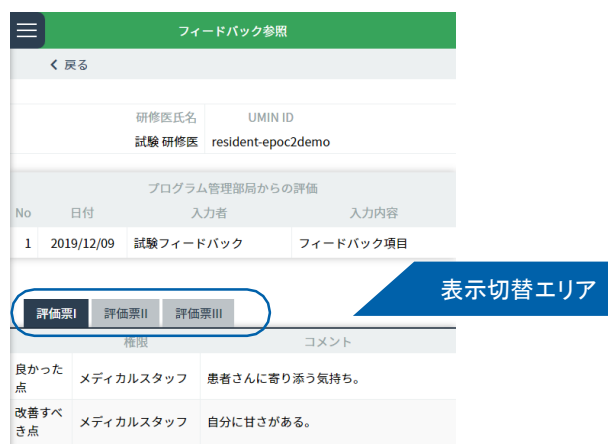 フィードバック参照
戻る
研修医氏名 UMIN ID
試験 研修医 resident-epoc2demo
プログラム管理部局からの評価
No 日付 入力者 入力内容
1 2019/12/09 試験フィードバック フィードバック項目
表示切替エリア
評価票I 評価票II 評価票III
権限 コメント
良かった
点 メディカルスタッフ 患者さんに寄り添う気持ち。
改善すべ
き点 メディカルスタッフ 自分に甘さがある。